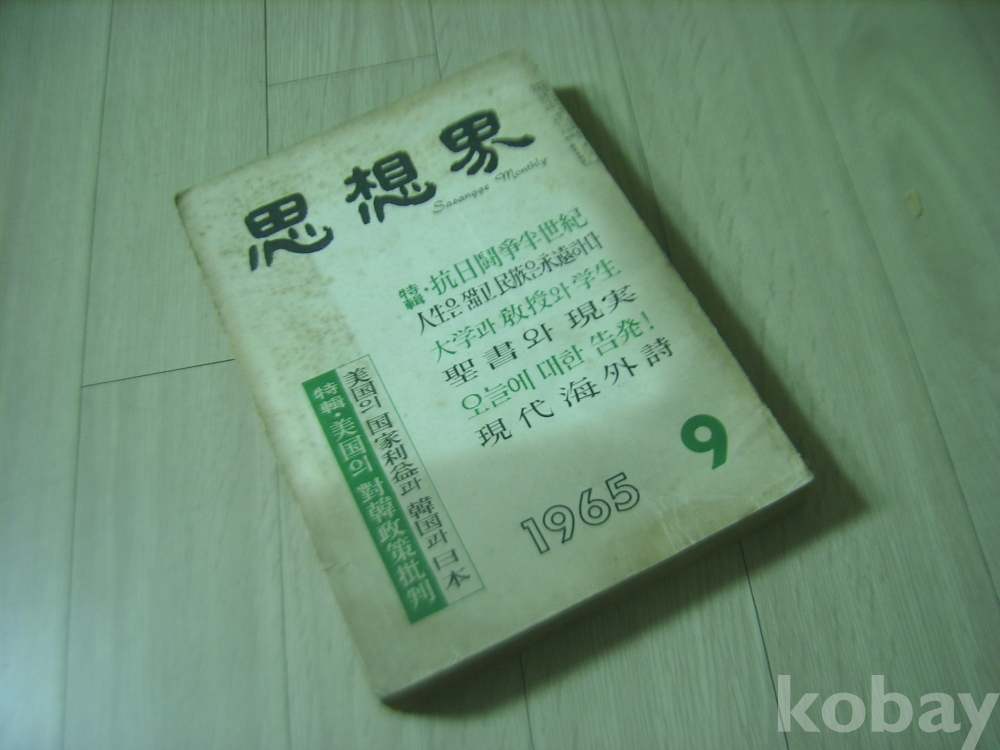 思想界
Sasangge Monthly
特輯·抗日鬪爭半世紀
人生은 짧고 民族은 永遠하다
大学과 敎授와 学生
聖書와 現実
오늘에 대한 告発!
現代海外詩
美国의 国家利益과 韓国과 日本
特輯·美国의 對韓政策批判
9
1965
kobay